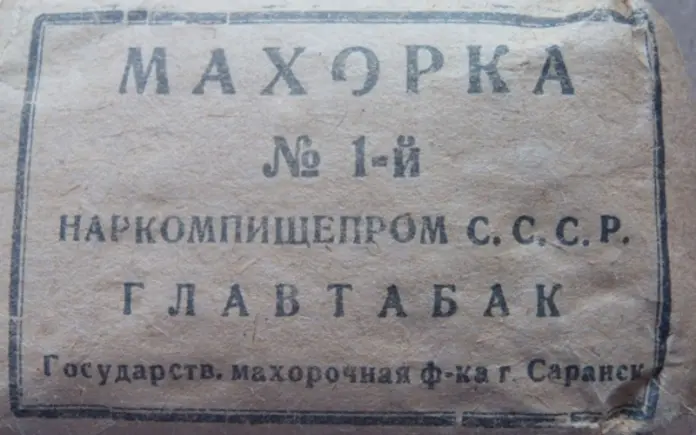 МАХОРКА
№ 1-й
НАРКОМПИЩЕПРОМ С. С. С. Р.
ГЛАВТАБАК
Государств. махорочная ф-ка г. Саранск